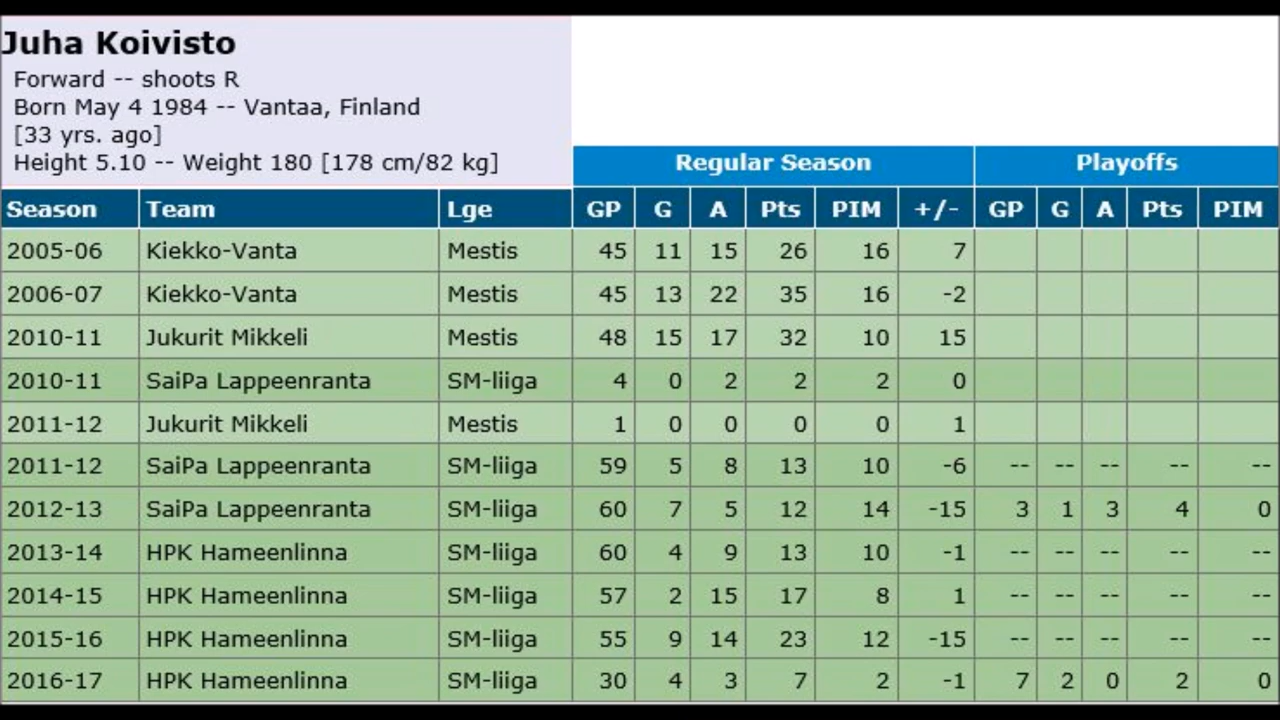 Juha Koivisto
Forward -- shoots R
Born May 4 1984 -- Vantaa, Finland
[33 yrs. ago]
Height 5.10 -- Weight 180 [178 cm/82 kg]
Regular Season Playoffs
Season Team Lge GP G A Pts PIM +/- GP G A Pts PIM
2005-06 Kiekko-Vanta Mestis 45 11 15 26 16 7
2006-07 Kiekko-Vanta Mestis 45 13 22 35 16 -2
2010-11 Jukurit Mikkeli Mestis 48 15 17 32 10 15
2010-11 SaiPa Lappeenranta SM-liiga 4 0 2 2 2 0
2011-12 Jukurit Mikkeli Mestis 1 0 0 0 0 1
2011-12 SaiPa Lappeenranta SM-liiga 59 5 8 13 10 -6 -- -- -- -- --
2012-13 SaiPa Lappeenranta SM-liiga 60 7 5 12 14 -15 3 1 3 4 0
2013-14 HPK Hameenlinna SM-liiga 60 4 9 13 10 -1 -- -- -- -- --
2014-15 HPK Hameenlinna SM-liiga 57 2 15 17 8 1 -- -- -- -- --
2015-16 HPK Hameenlinna SM-liiga 55 9 14 23 12 -15 -- -- -- -- --
2016-17 HPK Hameenlinna SM-liiga 30 4 3 7 2 -1 7 2 0 2 0